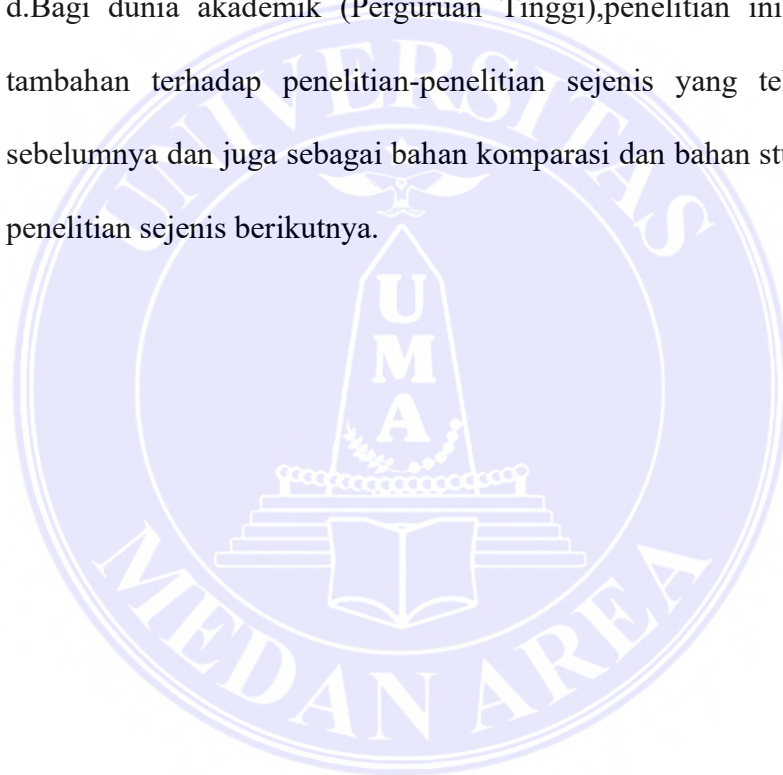 d.Bagi dunia akademik (Perguruan Tinggi),penelitian ini
tambahan terhadap penelitian-penelitian sejenis yang
sebelumnya dan juga sebagai bahan komparasi dan bahan
penelitian sejenis berikutnya.
UNIVERSITAS
U
M
A
MEDAN AREA